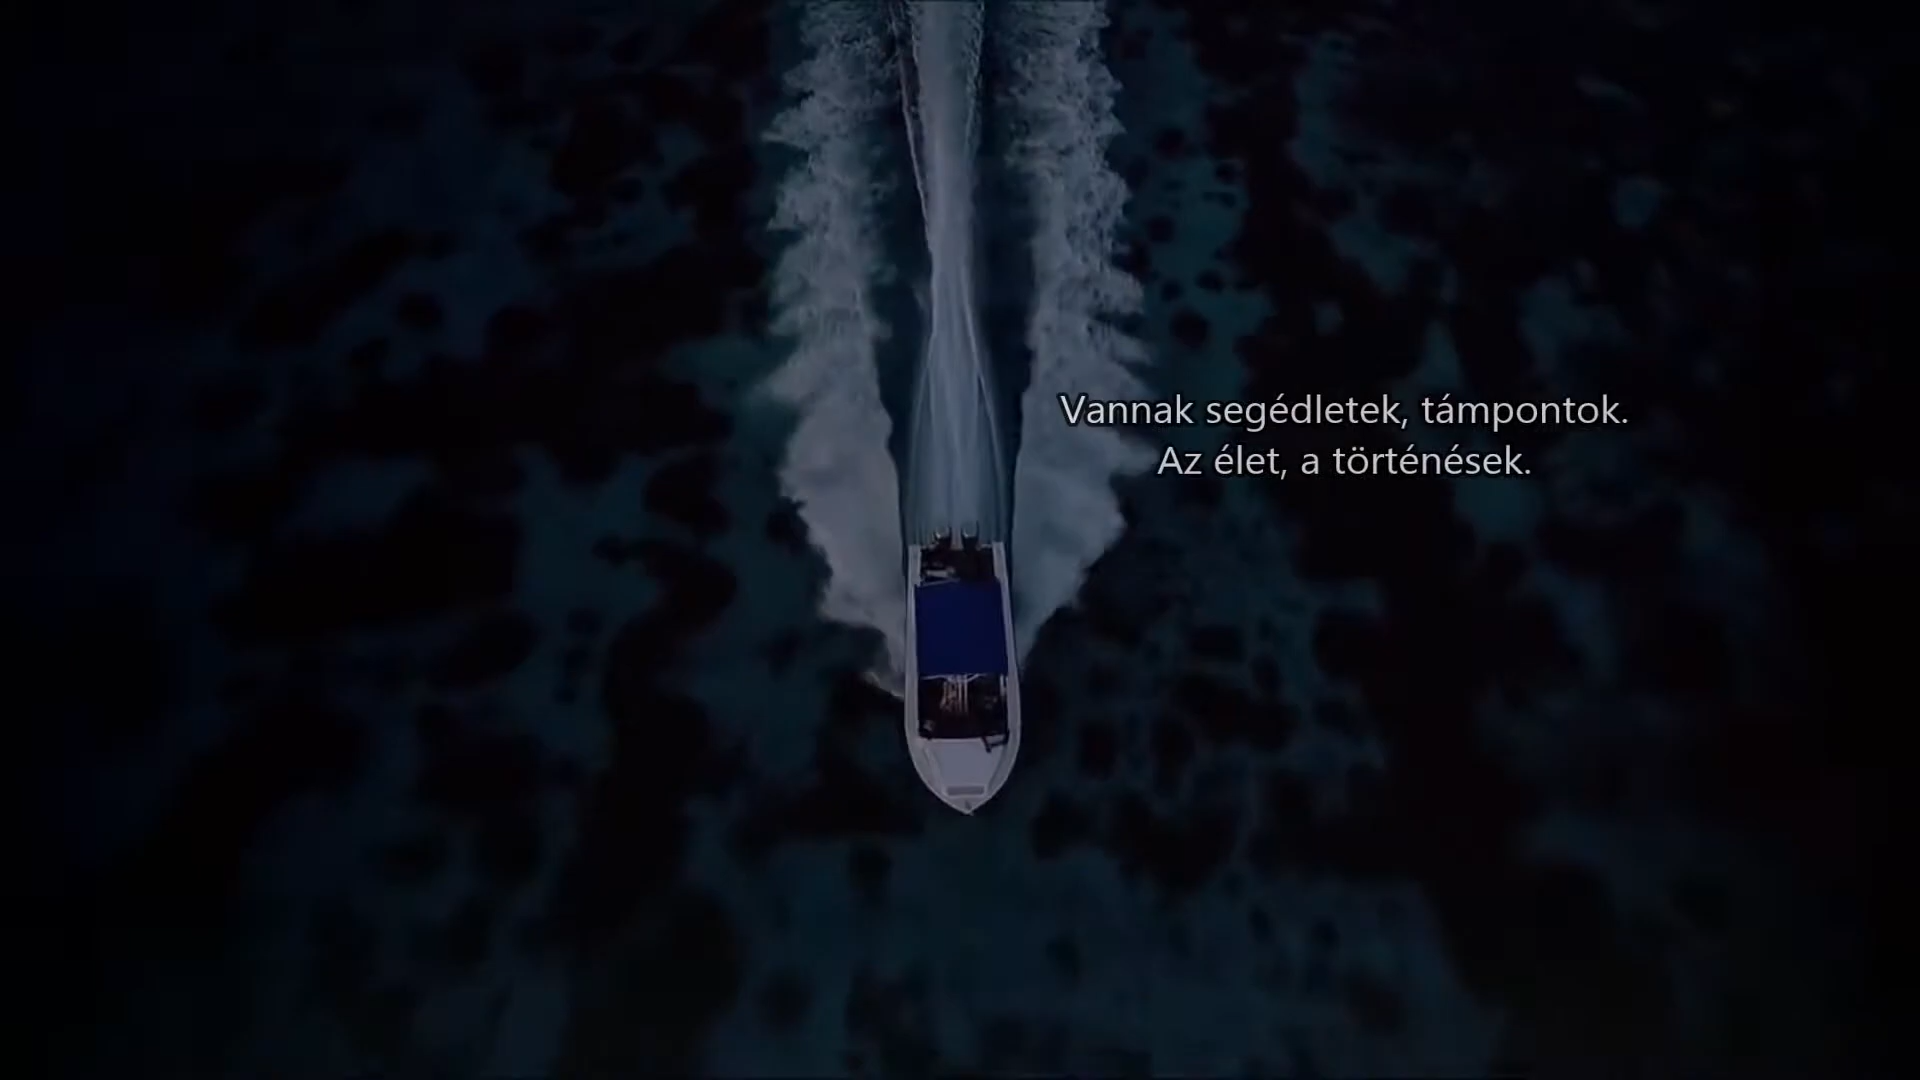 Vannak segédletek, támpontok.
Az élet, a történések.